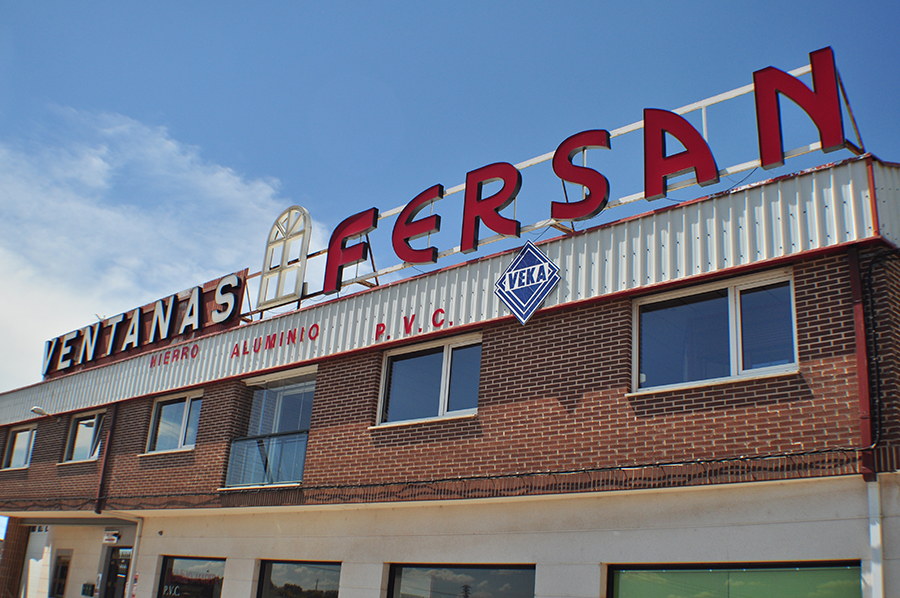 VENTANAS FERSAN
HIERRO ALUMINIO P.V.C.
VEKA
P.V.C.